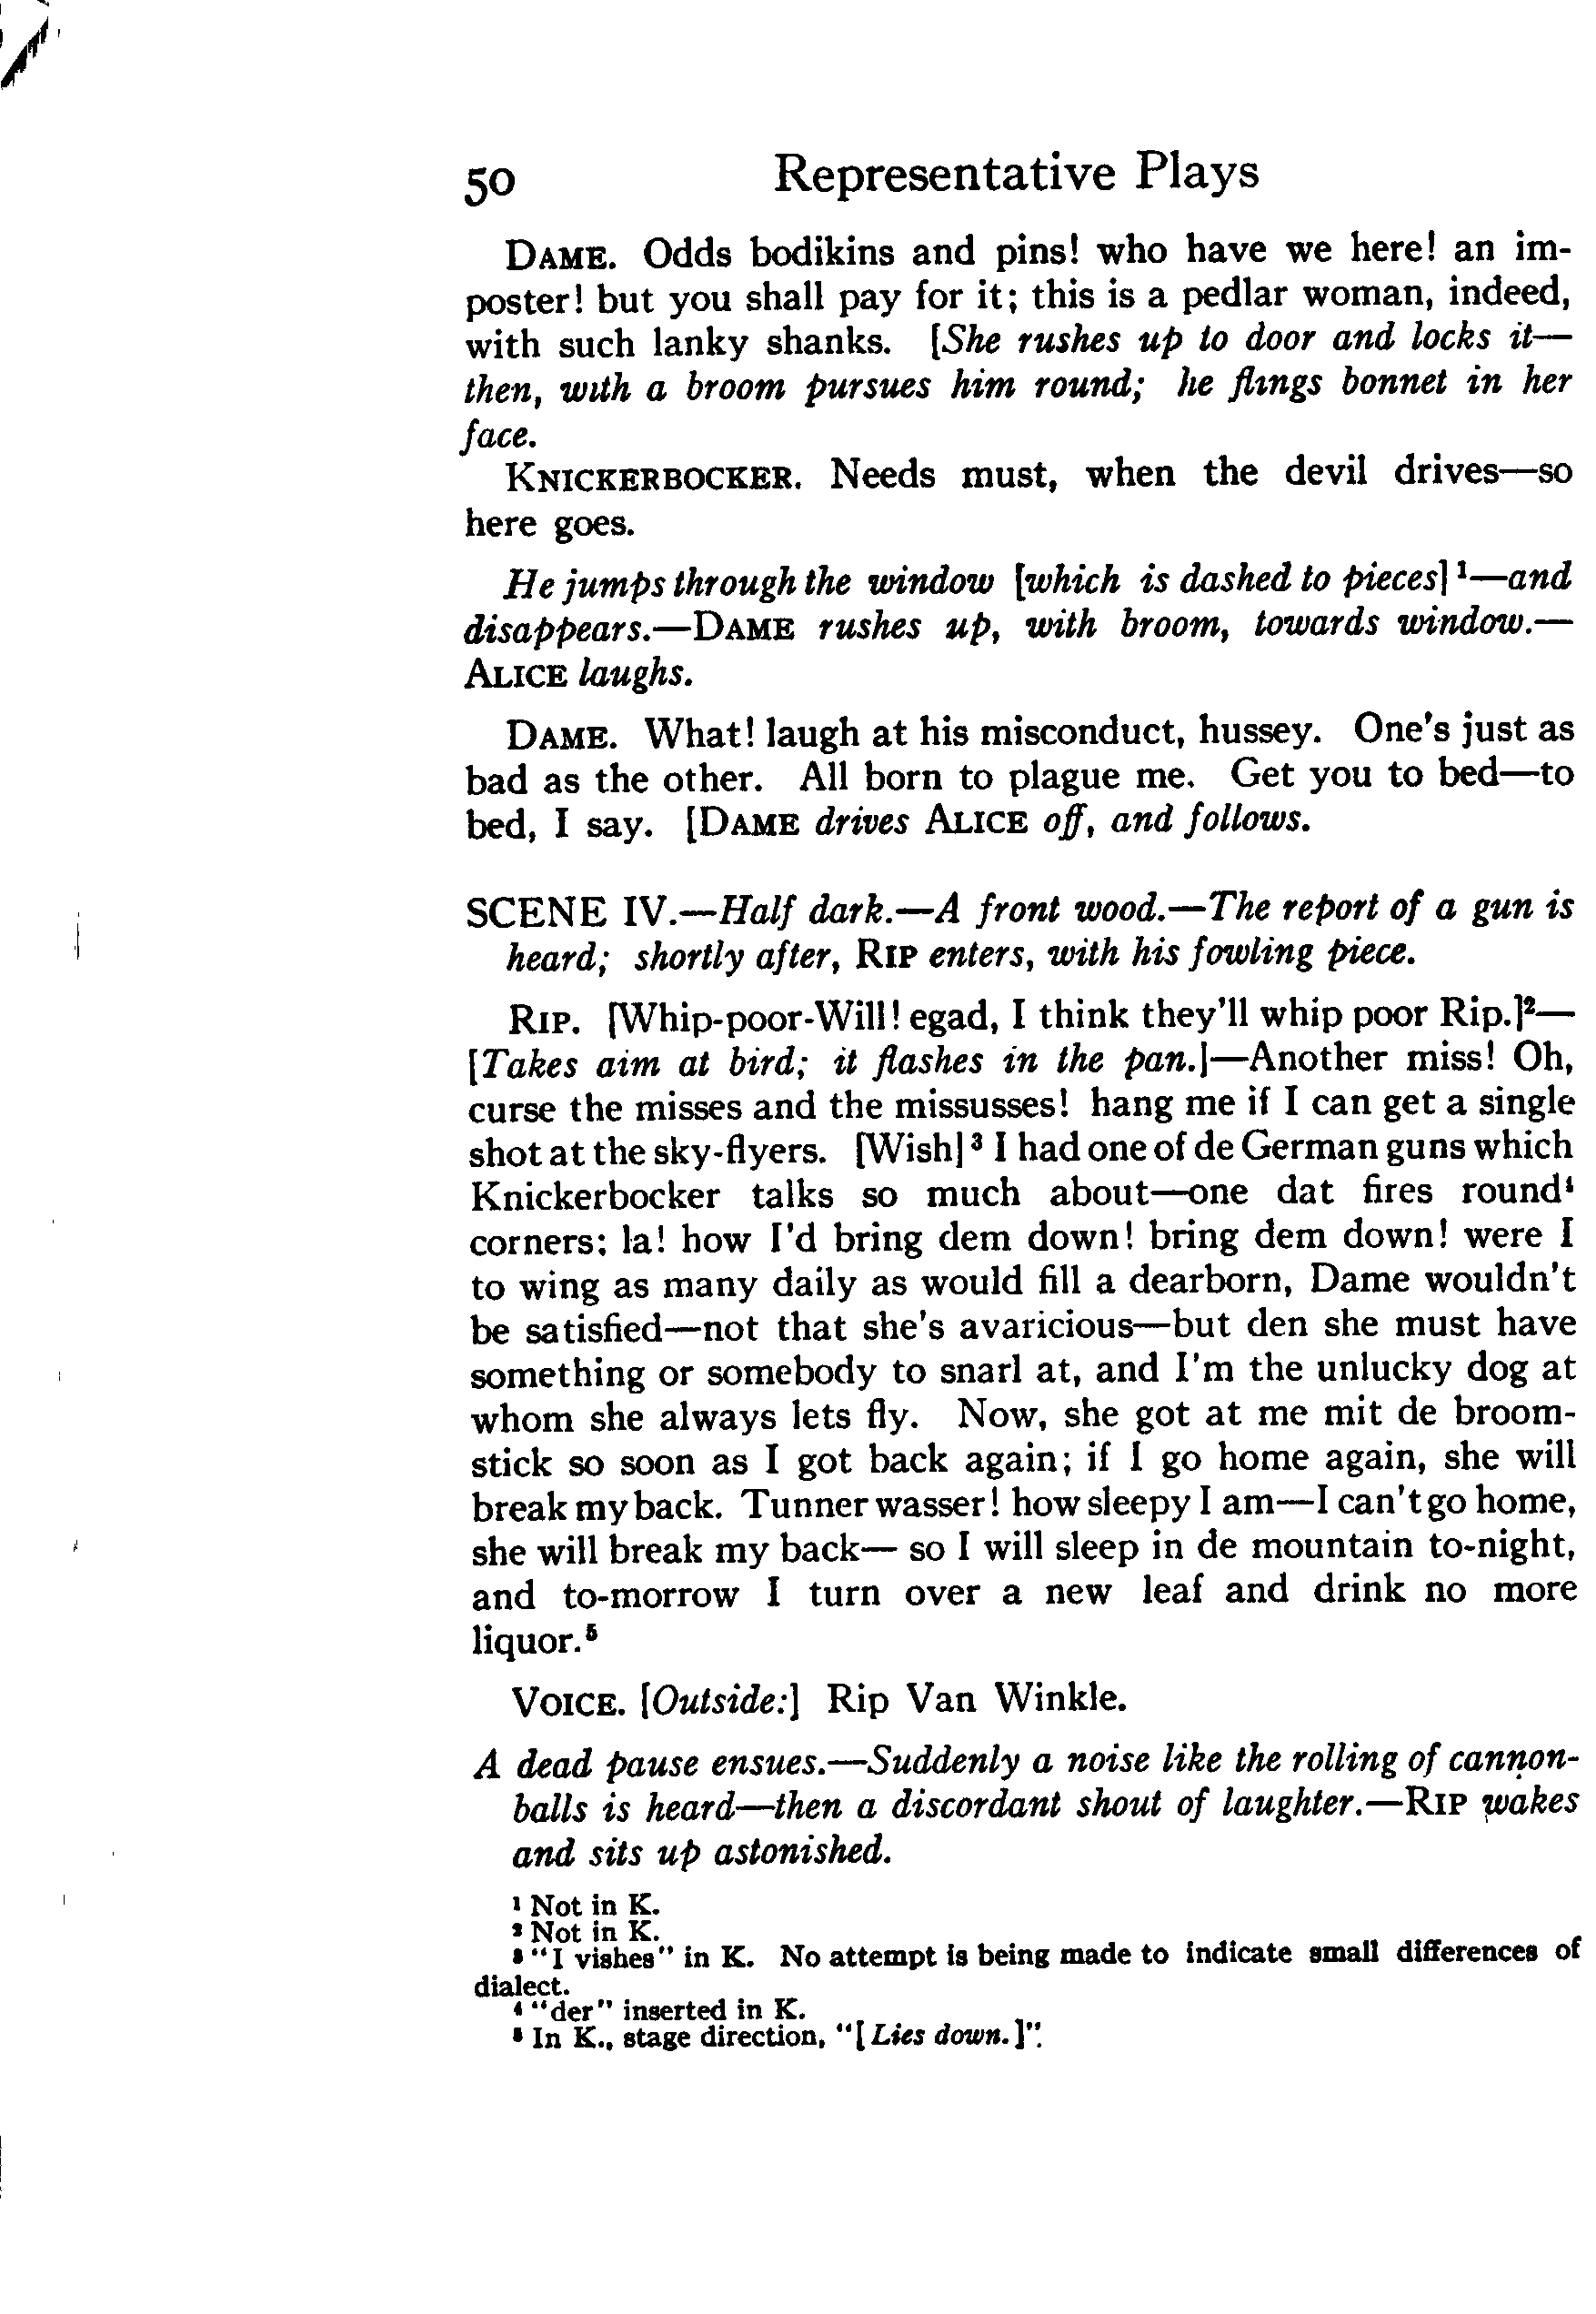 50 Representative Plays
DAME. Odds bodikins and pins! who have we here! an im-
poster! but you shall pay for it; this is a pedlar woman, indeed,
with such lanky shanks. [She rushes up to door and locks it—
then, with a broom pursues him round; he flings bonnet in her
face.
KNICKERBOCKER. Needs must, when the devil drives—so
here goes.
He jumps through the window [which is dashed to pieces] ¹—and
disappears.—DAME rushes up, with broom, towards window.—
ALICE laughs.
DAME. What! laugh at his misconduct, hussey. One's just as
bad as the other. All born to plague me. Get you to bed—to
bed, I say. [DAME drives ALICE off, and follows.
SCENE IV.—Half dark.—A front wood.—The report of a gun is
heard; shortly after, RIP enters, with his fowling piece.
RIP. [Whip-poor-Will! egad, I think they'll whip poor Rip.]²—
[Takes aim at bird; it flashes in the pan.]—Another miss! Oh,
curse the misses and the missusses! hang me if I can get a single
shot at the sky-flyers. [Wish] ³ I had one of de German guns which
Knickerbocker talks so much about—one dat fires round⁴
corners: la! how I'd bring dem down! bring dem down! were I
to wing as many daily as would fill a dearborn, Dame wouldn't
be satisfied—not that she's avaricious—but den she must have
something or somebody to snarl at, and I'm the unlucky dog at
whom she always lets fly. Now, she got at me mit de broom-
stick so soon as I got back again; if I go home again, she will
break my back. Tunner wasser! how sleepy I am—I can't go home,
she will break my back— so I will sleep in de mountain to-night,
and to-morrow I turn over a new leaf and drink no more
liquor.⁵
VOICE. [Outside:] Rip Van Winkle.
A dead pause ensues.—Suddenly a noise like the rolling of cannon-
balls is heard—then a discordant shout of laughter.—RIP wakes
and sits up astonished.
¹ Not in K.
² Not in K.
³ "I vishes" in K. No attempt is being made to indicate small differences of
dialect.
⁴ "der" inserted in K.
⁵ In K., stage direction, "[Lies down.]".